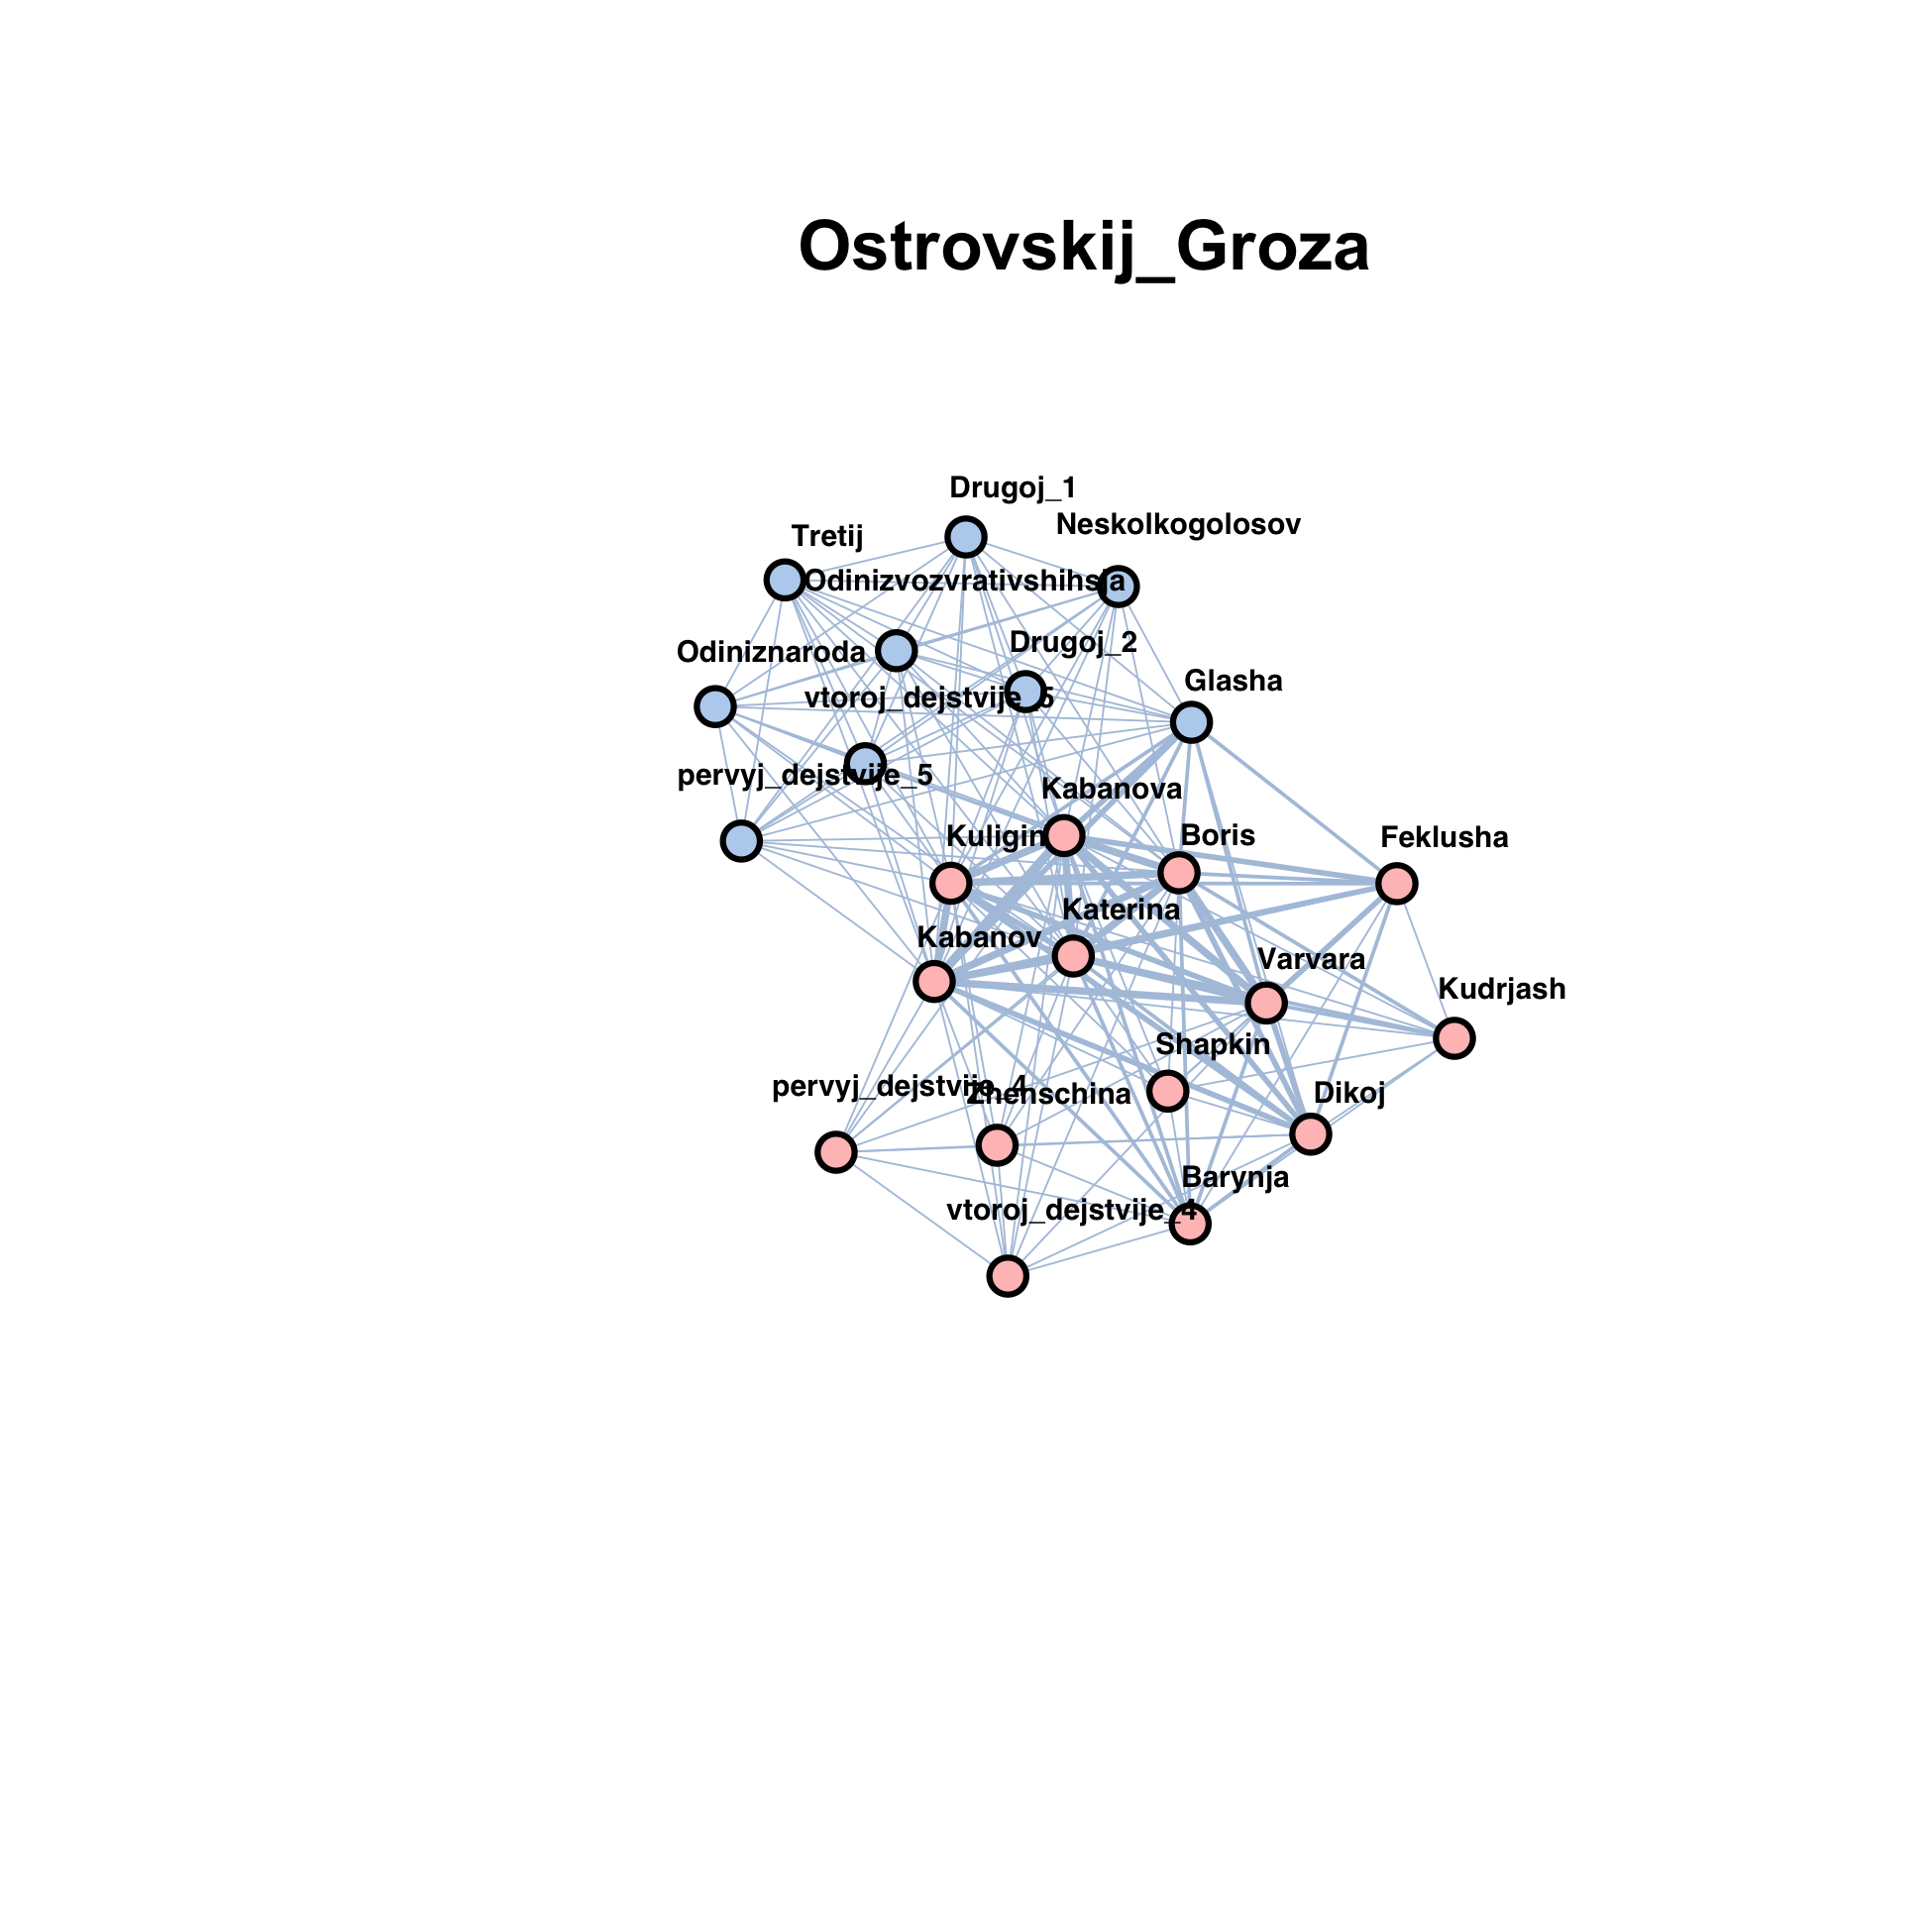 Ostrovskij_Groza
Drugoj_1
Neskolkogolosov
Tretij
Odinizvozvrativshihsja
Drugoj_2
Odiniznaroda
Glasha
vtoroj_dejstvije_5
pervyj_dejstvije_5
Kabanova
Kuligin
Boris
Feklusha
Katerina
Kabanov
Varvara
Kudrjash
Shapkin
pervyj_dejstvije_4
Zhenschina
Dikoj
Barynja
vtoroj_dejstvije_4